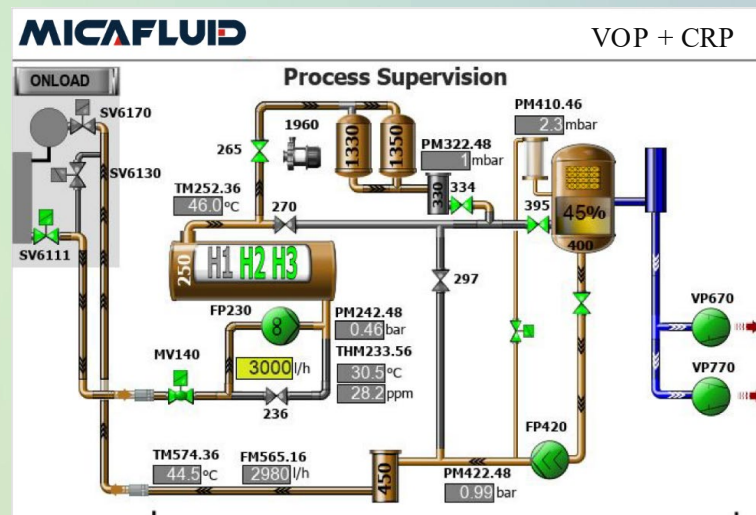 MICAFLUID
VOP + CRP
ONLOAD
Process Supervision
SV6170
SV6130
SV6111
265
1960
1330
1350
PM410.46
2.3 mbar
PM322.48
1 mbar
330
334
TM252.36
46.0 ºC
270
395
45%
400
250
H1 H2 H3
297
FP230
PM242.48
0.46 bar
VP670
MV140
3000 l/h
THM233.56
30.5 ºC
28.2 ppm
236
VP770
FP420
TM574.36
44.5 ºC
FM565.16
2980 l/h
450
PM422.48
0.99 bar